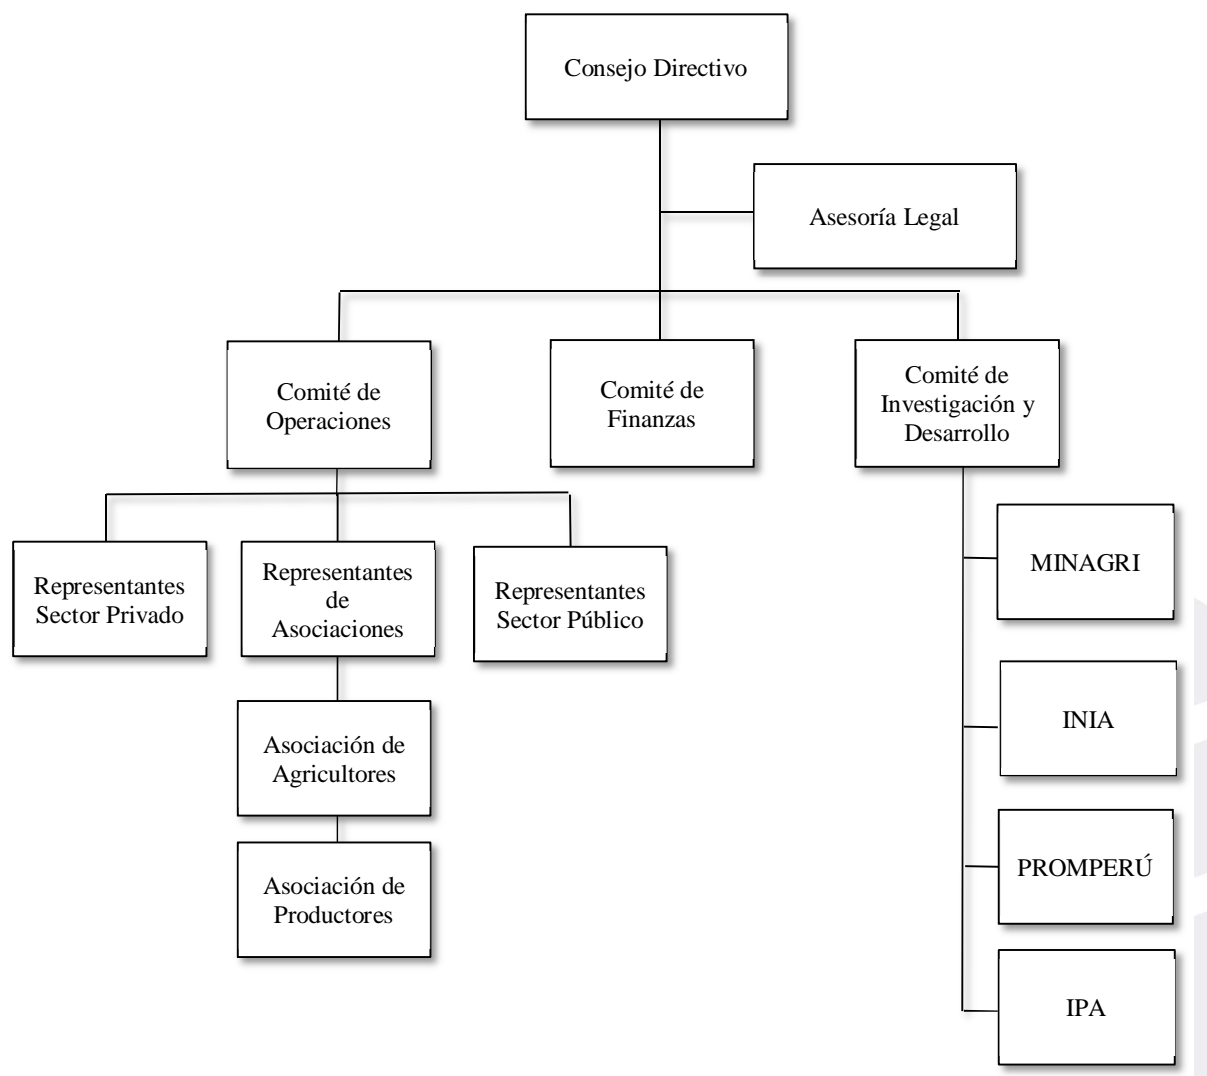 Consejo Directivo
Asesoría Legal
Comité de
Operaciones
Comité de
Finanzas
Comité de
Investigación y
Desarrollo
Representantes
Sector Privado
Representantes
de
Asociaciones
Representantes
Sector Público
Asociación de
Agricultores
Asociación de
Productores
MINAGRI
INIA
PROMPERÚ
IPA